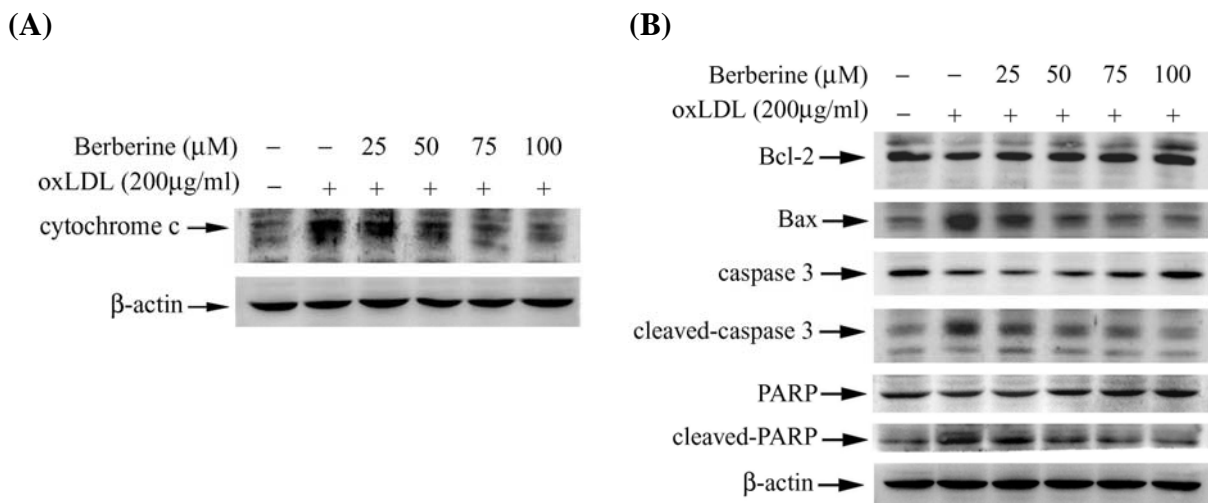 (A)
Berberine (μM) – – 25 50 75 100
oxLDL (200μg/ml) – + + + + +
cytochrome c
β-actin
(B)
Berberine (μM) – – 25 50 75 100
oxLDL (200μg/ml) – + + + + +
Bcl-2
Bax
caspase 3
cleaved-caspase 3
PARP
cleaved-PARP
β-actin